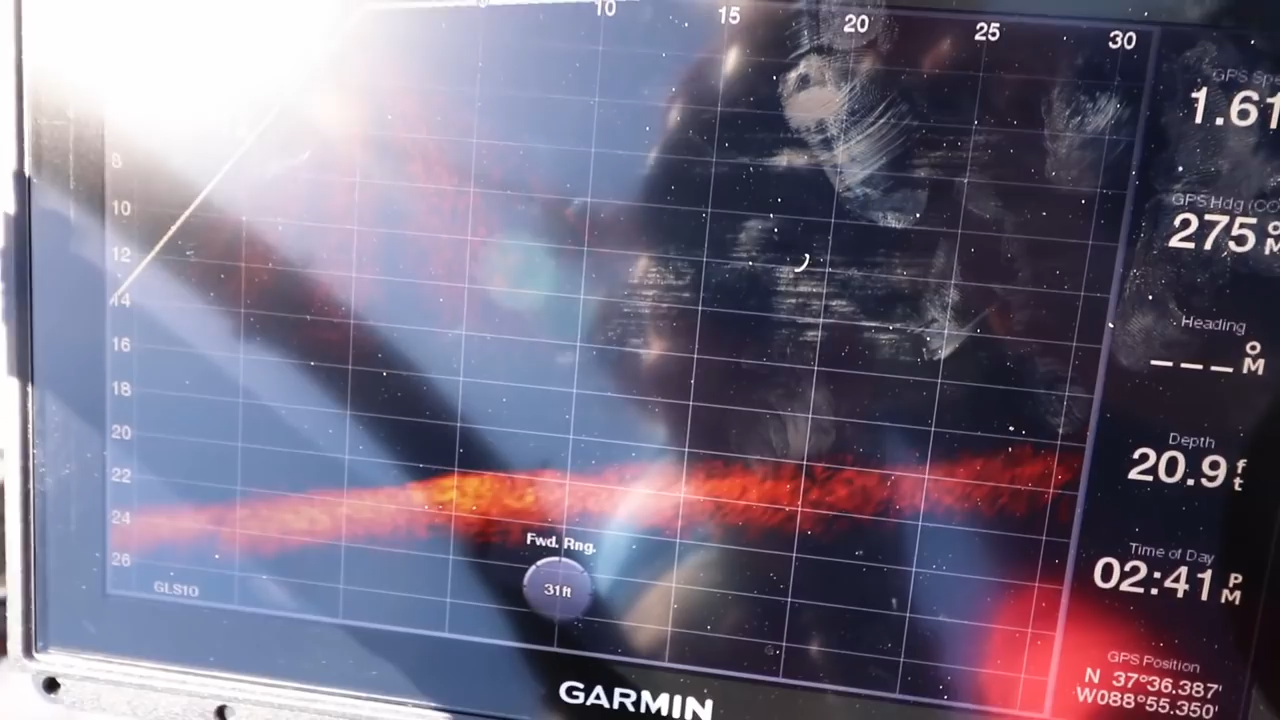 10 15 20 25 30
GPS
1.61
GPS Hdg (CO
275 °M
Heading
--- °M
Depth
20.9 ft
Time of Day
02:41 PM
GPS Position
N 37°36.387'
W088°55.350'
8
10
12
14
16
18
20
22
24
26
Fwd. Rng.
31ft
GLS10
GARMIN